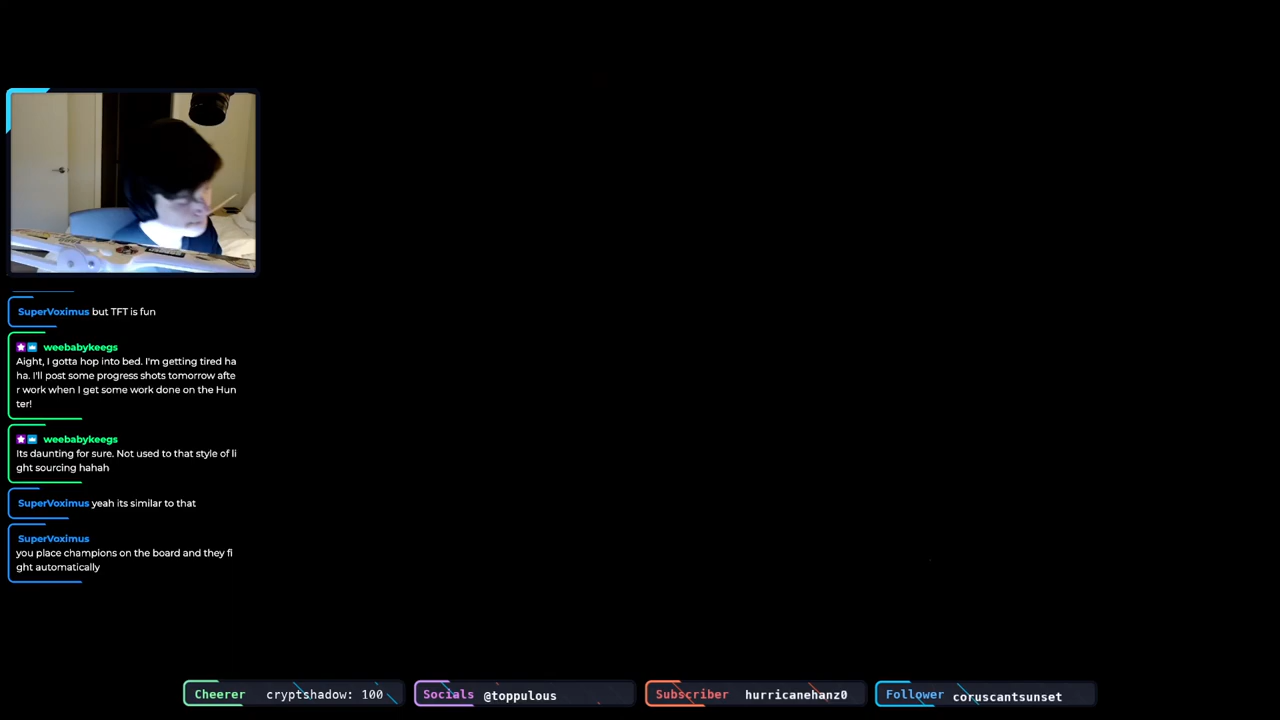 SuperVoximus but TFT is fun
weebabykeegs
Aight, I gotta hop into bed. I'm getting tired ha
ha. I'll post some progress shots tomorrow afte
r work when I get some work done on the Hun
ter!
weebabykeegs
Its daunting for sure. Not used to that style of li
ght sourcing hahah
SuperVoximus yeah its similar to that
SuperVoximus
you place champions on the board and they fi
ght automatically
Cheerer cryptshadow: 100
Socials @toppulous
Subscriber hurricanehanz0
Follower coruscantsunset